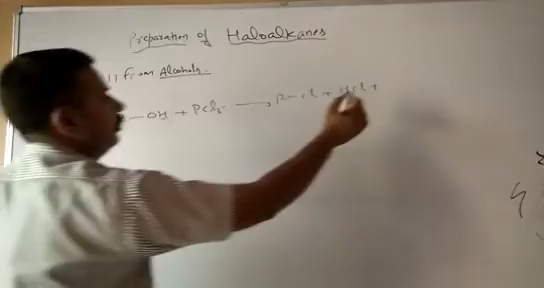 Preparation of Haloalkanes
1) From Alcohols.
-OH + PCl5 → R-Cl + HCl +